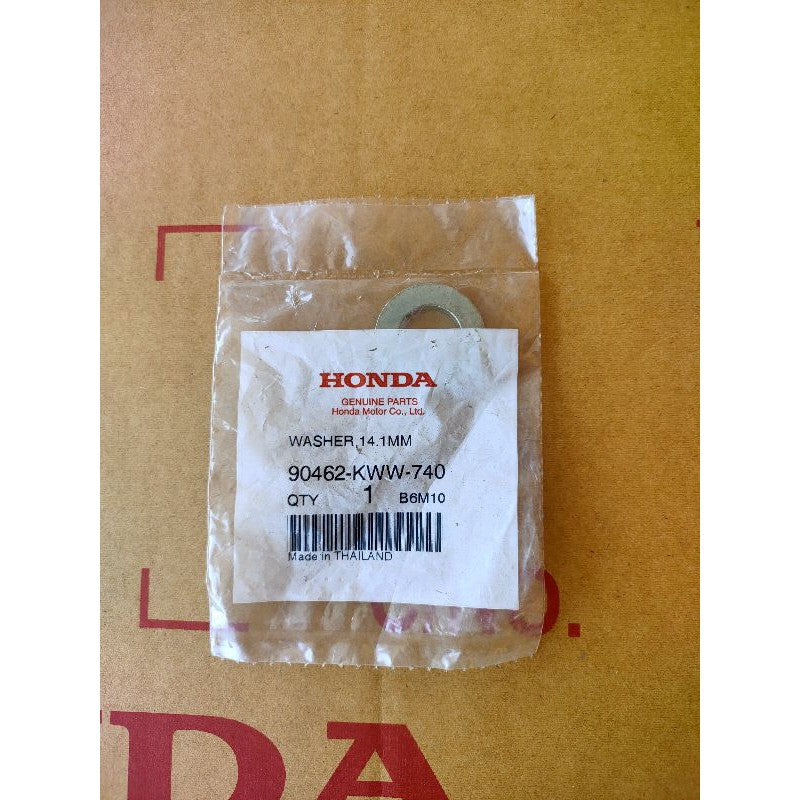 HONDA
GENUINE PARTS
Honda Motor Co., Ltd.
WASHER,14.1MM
90462-KWW-740
QTY 1 B6M10
Made in THAILAND
DA